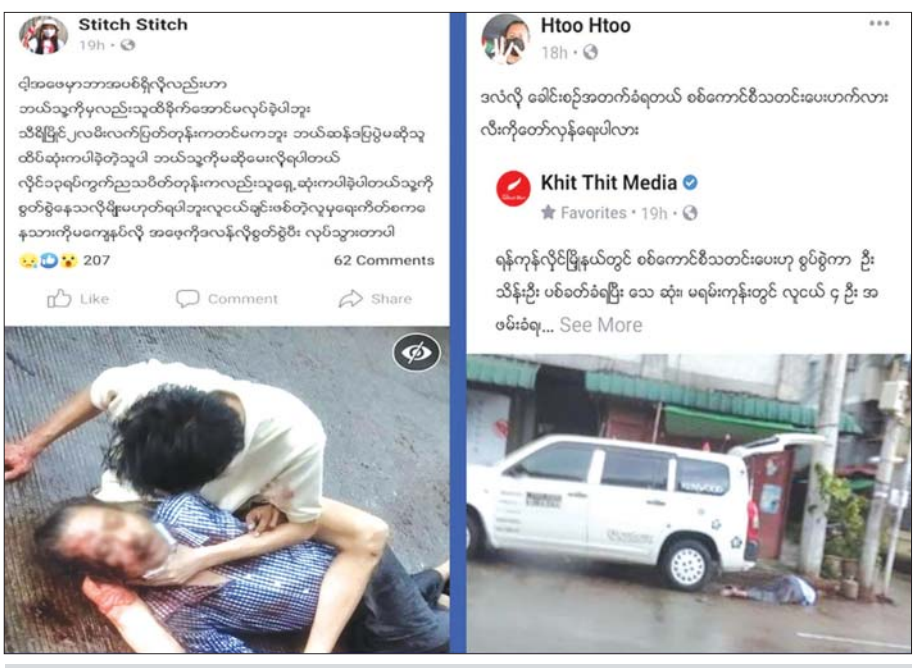 Stitch Stitch
19h
ငါ့အဖေမှာဘာအပစ်ရှိလို့လည်းဟာ
ဘယ်သူ့ကိုမှလည်းသူထိခိုက်အောင်မလုပ်ခဲ့ပါဘူး
သီရိမြိုင်၂လမီးလက်ပြတ်တုန်းကတင်မကဘူး ဘယ်ဆန်ဒပြပွဲမဆိုသူ
ထိပ်ဆုံးကပါခဲ့တဲ့သူပါ ဘယ်သူ့ကိုမဆိုမေးလို့ရပါတယ်
လှိုင်၁၃ရပ်ကွက်ညသပိတ်တုန်းကလည်းသူရှေ့ဆုံးကပါခဲ့ပါတယ်သူ့ကို
စွတ်စွဲနေသလိုမျိုးမဟုတ်ရပါဘူးလူငယ်ချင်းဖစ်တဲ့လူမှုရေးကိတ်စကနေ
နေသားကိုမကျေနပ်လို့ အဖေ့ကိုဒလန်လို့စွတ်စွဲပီး လုပ်သွားတာပါ
207
62 Comments
Like
Comment
Share
Htoo Htoo
18h
ဒလံလို့ ခေါင်းစဉ်အတက်ခံရတယ် စစ်ကောင်စီသတင်းပေးဟက်လား
လီးကိုတော်လှန်ရေးပါလား
Khit Thit Media
Favorites • 19h
ရန်ကုန်လှိုင်မြို့နယ်တွင် စစ်ကောင်စီသတင်းပေးဟု စွပ်စွဲကာ ဦး
သိန်းဦး ပစ်ခတ်ခံရပြီး သေ ဆုံး၊ မရမ်းကုန်းတွင် လူငယ် ၄ ဦး အ
ဖမ်းခံရ၊... See More